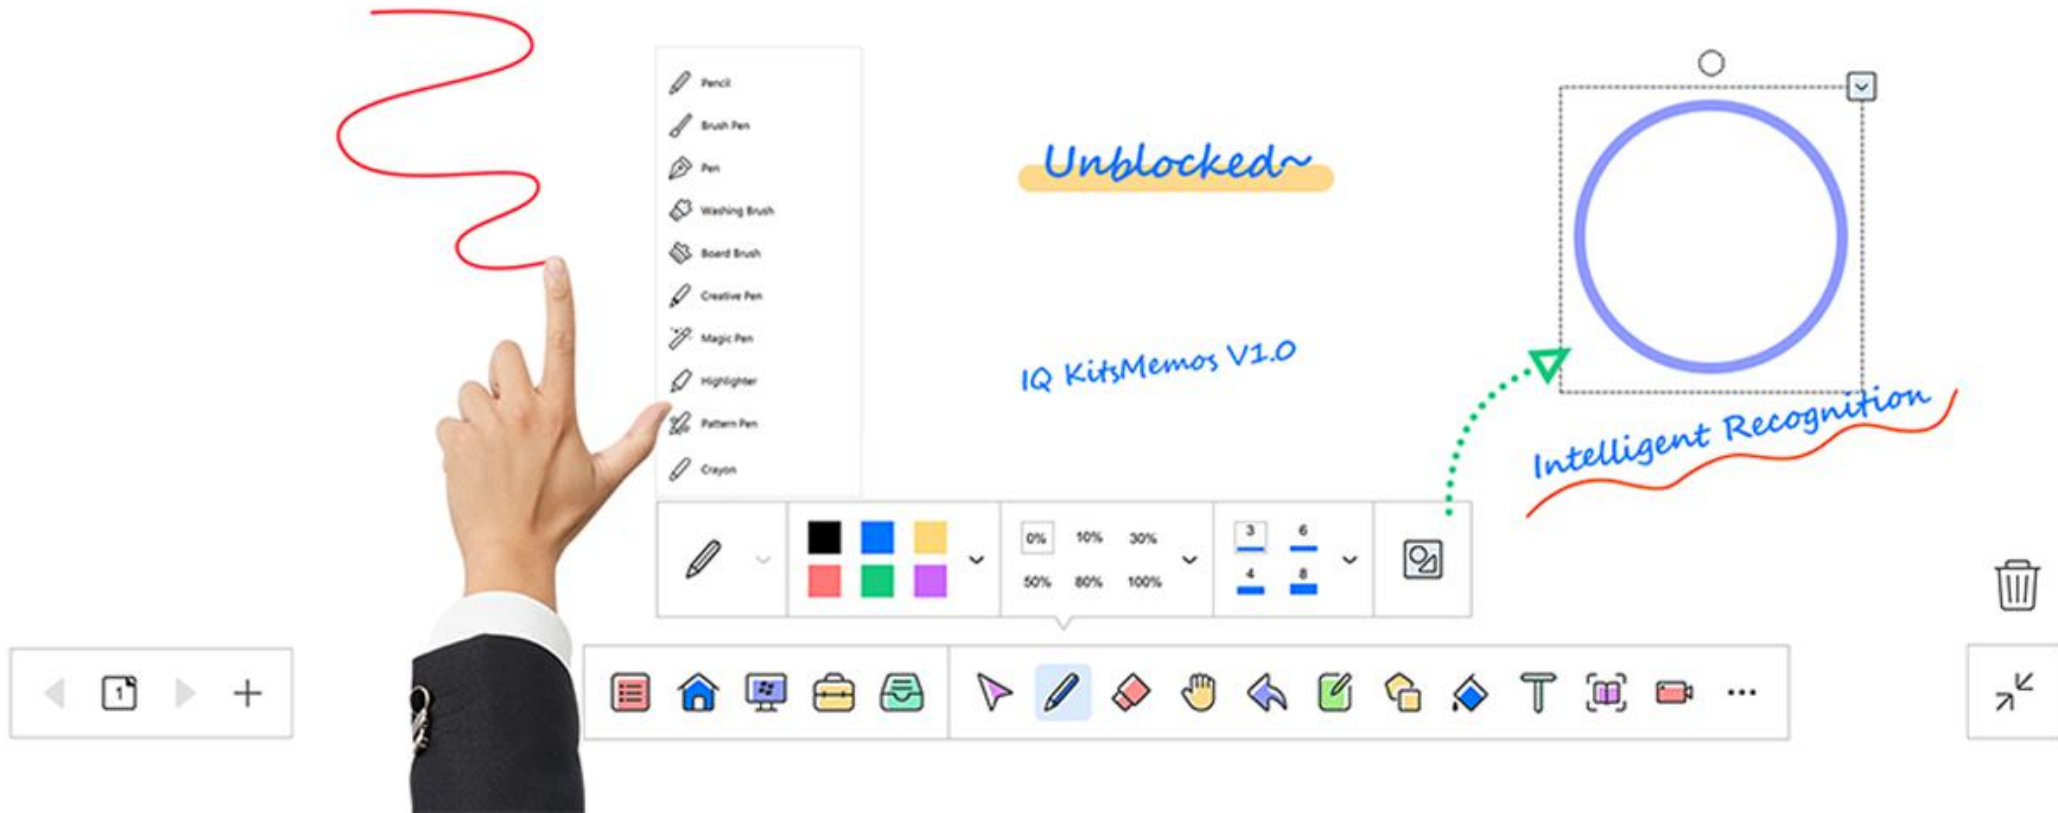 Pencil
Brush Pen
Pen
Washing Brush
Board Brush
Creative Pen
Magic Pen
Highlighter
Pattern Pen
Crayon
Unblocked~
IQ KitsMemos V1.0
Intelligent Recognition
0% 10% 30%
50% 80% 100%
3 6
4 8
1